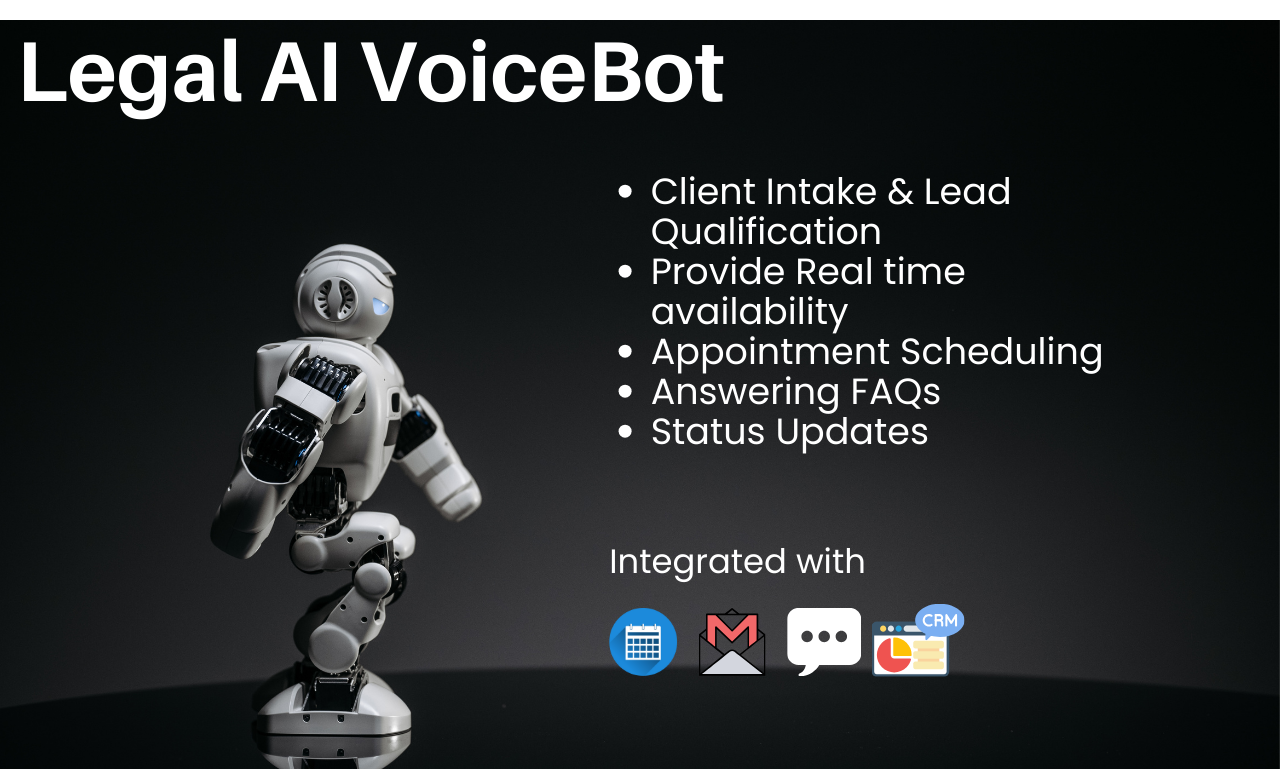 Legal AI VoiceBot
• Client Intake & Lead
Qualification
• Provide Real time
availability
• Appointment Scheduling
• Answering FAQs
• Status Updates
Integrated with
CRM